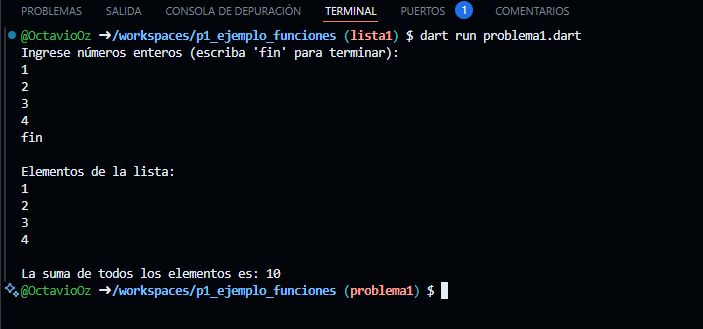 PROBLEMAS SALIDA CONSOLA DE DEPURACIÓN TERMINAL PUERTOS 1 COMENTARIOS
@OctavioOz ➜/workspaces/p1_ejemplo_funciones (lista1) $ dart run problema1.dart
Ingrese números enteros (escriba 'fin' para terminar):
1
2
3
4
fin
Elementos de la lista:
1
2
3
4
La suma de todos los elementos es: 10
@OctavioOz ➜/workspaces/p1_ejemplo_funciones (problema1) $